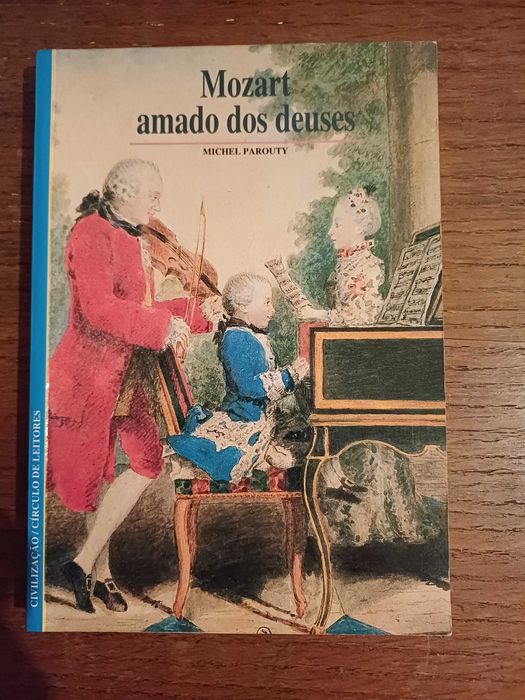 Mozart
amado dos deuses
MICHEL PAROUTY
CIVILIZAÇÃO / CÍRCULO DE LEITORES